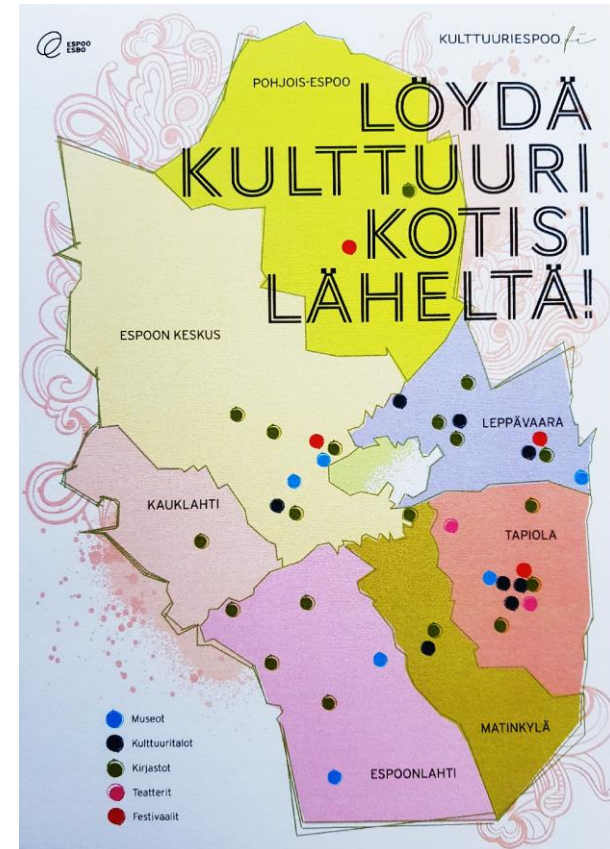 ESPOO
ESBO
KULTTUURIESPOO.fi
POHJOIS-ESPOO
LÖYDÄ
KULTTUURI
KOTISI
LÄHELTÄ!
ESPOON KESKUS
LEPPÄVAARA
KAUKLAHTI
TAPIOLA
MATINKYLÄ
ESPOONLAHTI
Museot
Kulttuuritalot
Kirjastot
Teatterit
Festivaalit